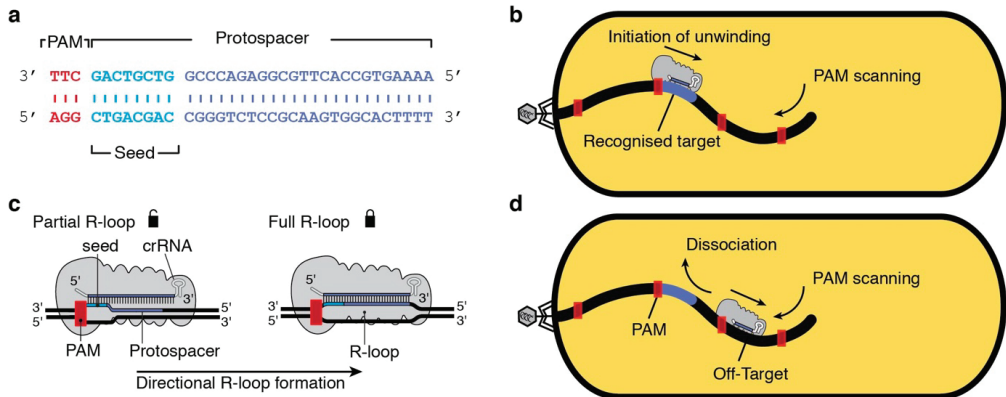 a
PAM Protospacer
3′ TTC GACTGCTG GCCCAGAGGCGTTCACCGTGAAAA 5′
5′ AGG CTGACGAC CGGGTCTCCGCAAGTGGCACTTTT 3′
Seed
b
Initiation of unwinding
PAM scanning
Recognised target
c
Partial R-loop
seed crRNA
5'
3'
3' 3'
5' 5'
PAM Protospacer
Full R-loop
5'
3'
3' 3'
5' 5'
R-loop
Directional R-loop formation
d
Dissociation
PAM scanning
PAM
Off-Target